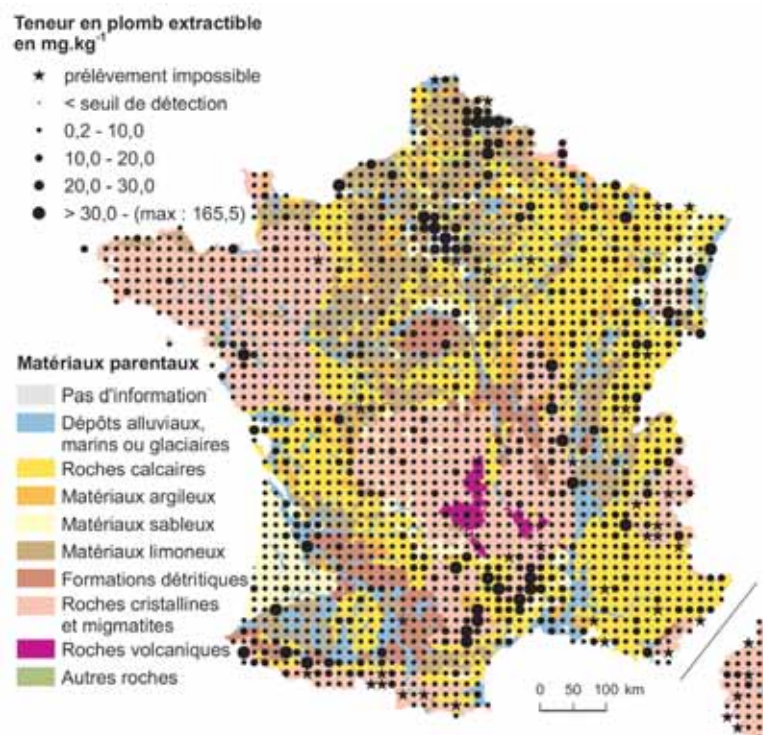 Teneur en plomb extractible
en mg.kg⁻¹
prélèvement impossible
< seuil de détection
0,2 - 10,0
10,0 - 20,0
20,0 - 30,0
> 30,0 - (max : 165,5)
Matériaux parentaux
Pas d'information
Dépôts alluviaux,
marins ou glaciaires
Roches calcaires
Matériaux argileux
Matériaux sableux
Matériaux limoneux
Formations détritiques
Roches cristallines
et migmatites
Roches volcaniques
Autres roches
0 50 100 km